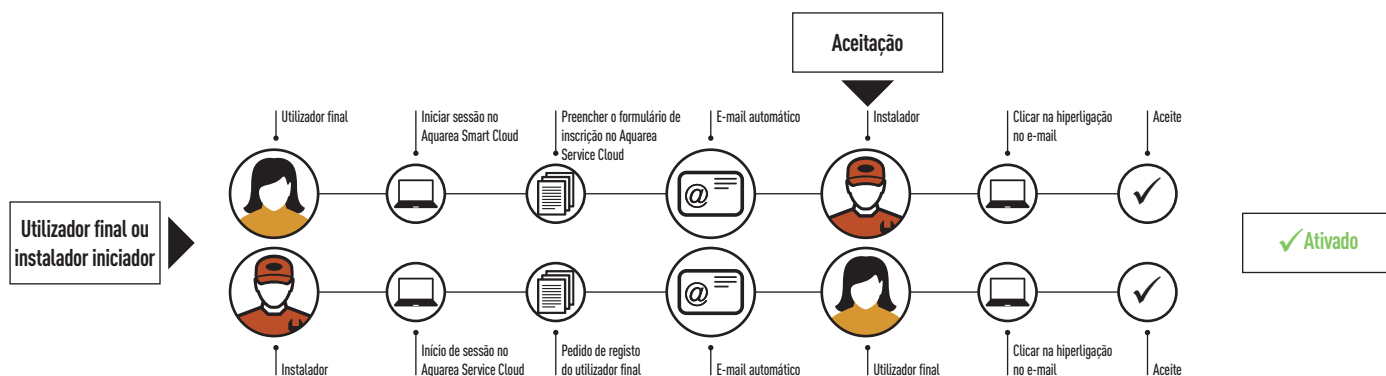 Aceitação
Utilizador final
Iniciar sessão no
Aquarea Smart Cloud
Preencher o formulário de
inscrição no Aquarea
Service Cloud
E-mail automático
Instalador
Clicar na hiperligação
no e-mail
Aceite
@
Utilizador final ou
instalador iniciador
Ativado
@
Instalador
Início de sessão no
Aquarea Service Cloud
Pedido de registo
do utilizador final
E-mail automático
Utilizador final
Clicar na hiperligação
no e-mail
Aceite